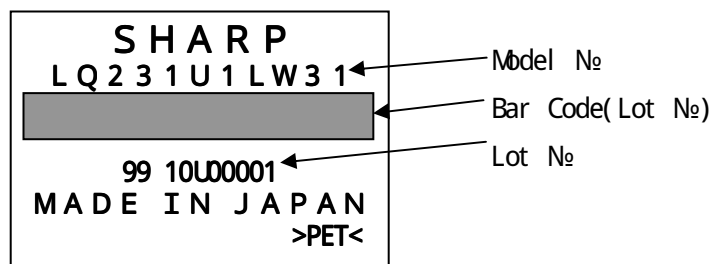 SHARP
LQ231U1LW31
Model №
Bar Code(Lot №)
99 10U00001
Lot №
MADE IN JAPAN
>PET<